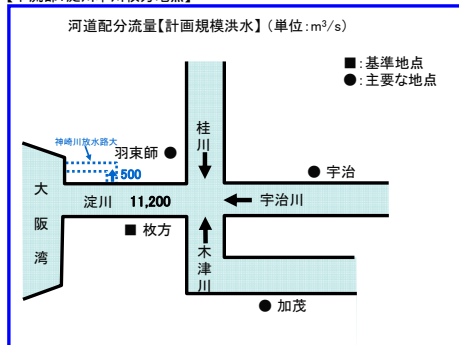 河道配分流量【計画規模洪水】(単位:m³/s)
■:基準地点
●:主要な地点
神崎川放水路大
羽束師 ●
桂川
500
● 宇治
大阪湾
淀川 11,200
宇治川
■ 枚方
木津川
● 加茂